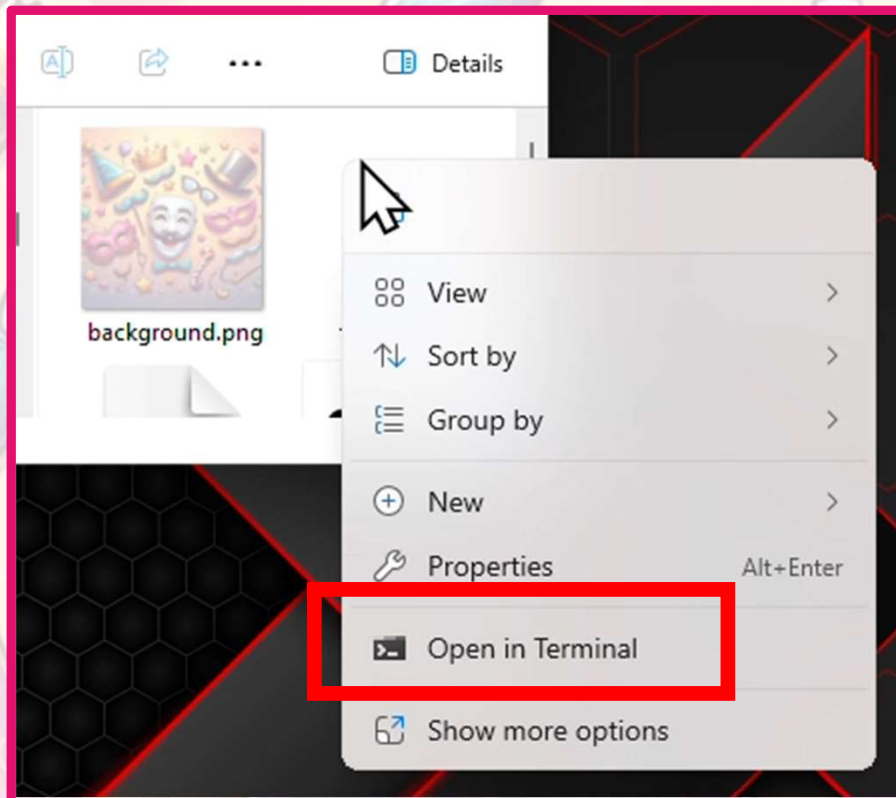 Details
background.png
View
Sort by
Group by
New
Properties Alt+Enter
Open in Terminal
Show more options